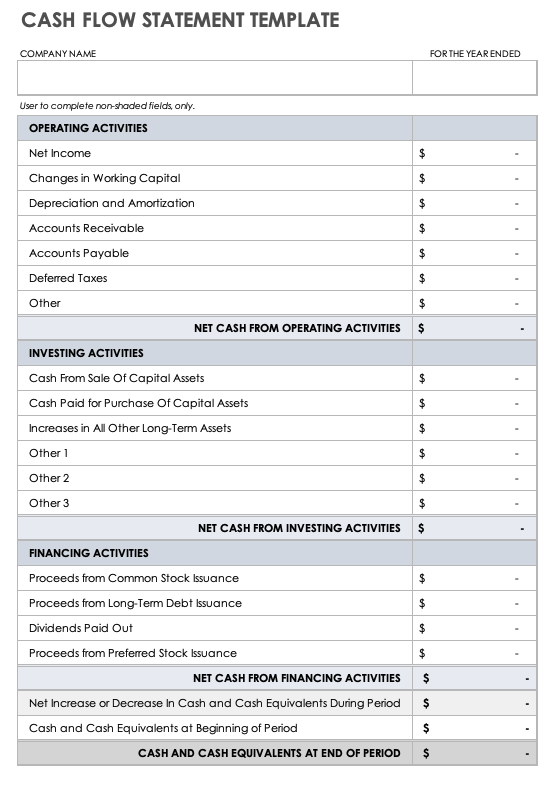 CASH FLOW STATEMENT TEMPLATE
COMPANY NAME FOR THE YEAR ENDED
User to complete non-shaded fields, only.
OPERATING ACTIVITIES
Net Income $ -
Changes in Working Capital $ -
Depreciation and Amortization $ -
Accounts Receivable $ -
Accounts Payable $ -
Deferred Taxes $ -
Other $ -
NET CASH FROM OPERATING ACTIVITIES $ -
INVESTING ACTIVITIES
Cash From Sale Of Capital Assets $ -
Cash Paid for Purchase Of Capital Assets $ -
Increases in All Other Long-Term Assets $ -
Other 1 $ -
Other 2 $ -
Other 3 $ -
NET CASH FROM INVESTING ACTIVITIES $ -
FINANCING ACTIVITIES
Proceeds from Common Stock Issuance $ -
Proceeds from Long-Term Debt Issuance $ -
Dividends Paid Out $ -
Proceeds from Preferred Stock Issuance $ -
NET CASH FROM FINANCING ACTIVITIES $ -
Net Increase or Decrease In Cash and Cash Equivalents During Period $ -
Cash and Cash Equivalents at Beginning of Period $ -
CASH AND CASH EQUIVALENTS AT END OF PERIOD $ -